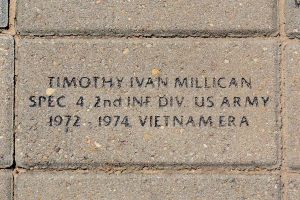 TIMOTHY IVAN MILLICAN
SPEC. 4, 2nd INF. DIV. US ARMY
1972 - 1974 VIETNAM ERA